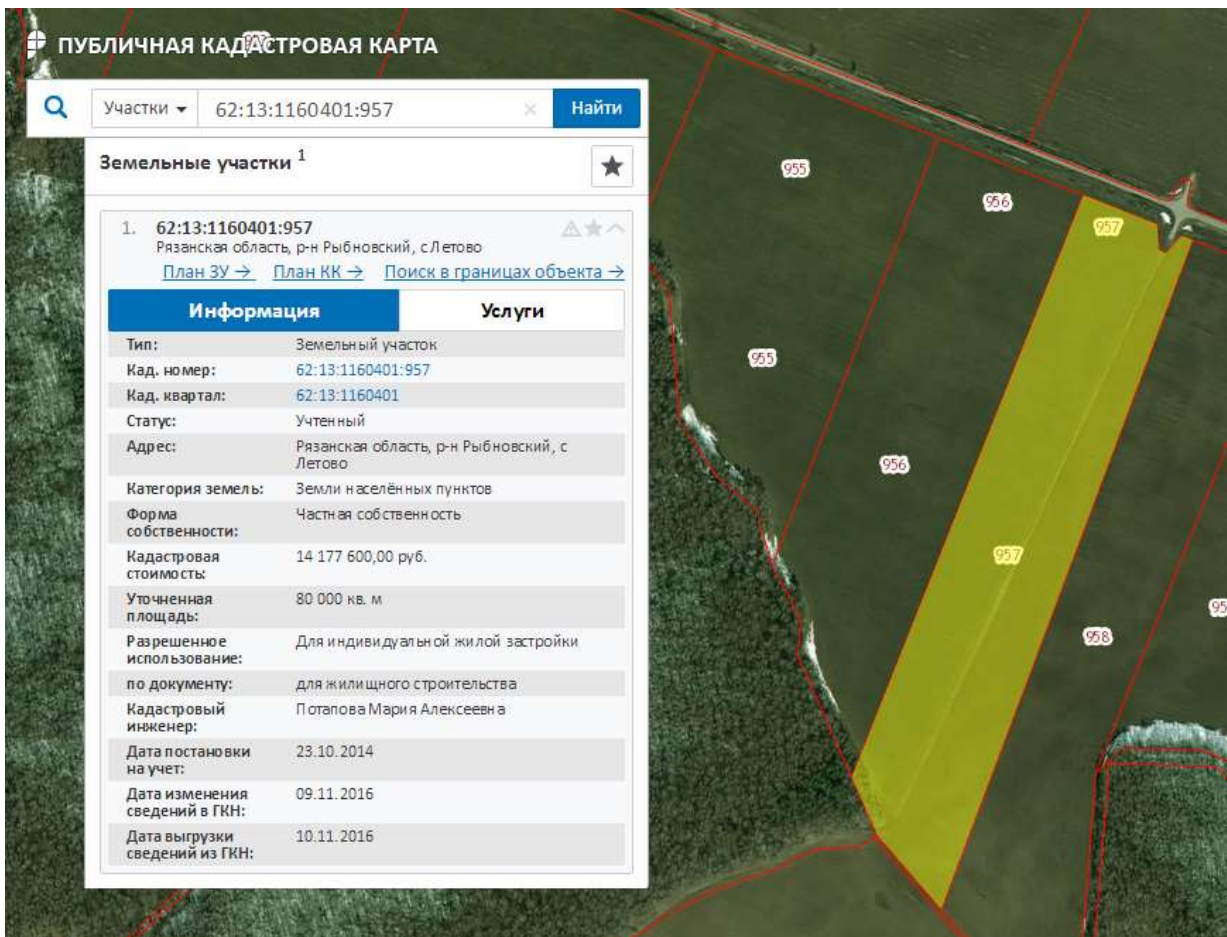 ПУБЛИЧНАЯ КАДАСТРОВАЯ КАРТА
Участки 62:13:1160401:957 × Найти
Земельные участки 1
1. 62:13:1160401:957
Рязанская область, р-н Рыбновский, с Летово
План ЗУ → План КК → Поиск в границах объекта →
Информация Услуги
Тип: Земельный участок
Кад. номер: 62:13:1160401:957
Кад. квартал: 62:13:1160401
Статус: Учтенный
Адрес: Рязанская область, р-н Рыбновский, с
Летово
Категория земель: Земли населённых пунктов
Форма
собственности: Частная собственность
Кадастровая
стоимость: 14 177 600,00 руб.
Уточненная
площадь: 80 000 кв. м
Разрешенное
использование: Для индивидуальной жилой застройки
по документу: для жилищного строительства
Кадастровый
инженер: Потапова Мария Алексеевна
Дата постановки
на учет: 23.10.2014
Дата изменения
сведений в ГКН: 09.11.2016
Дата выгрузки
сведений из ГКН: 10.11.2016
955
956
957
955
956
957
958
95